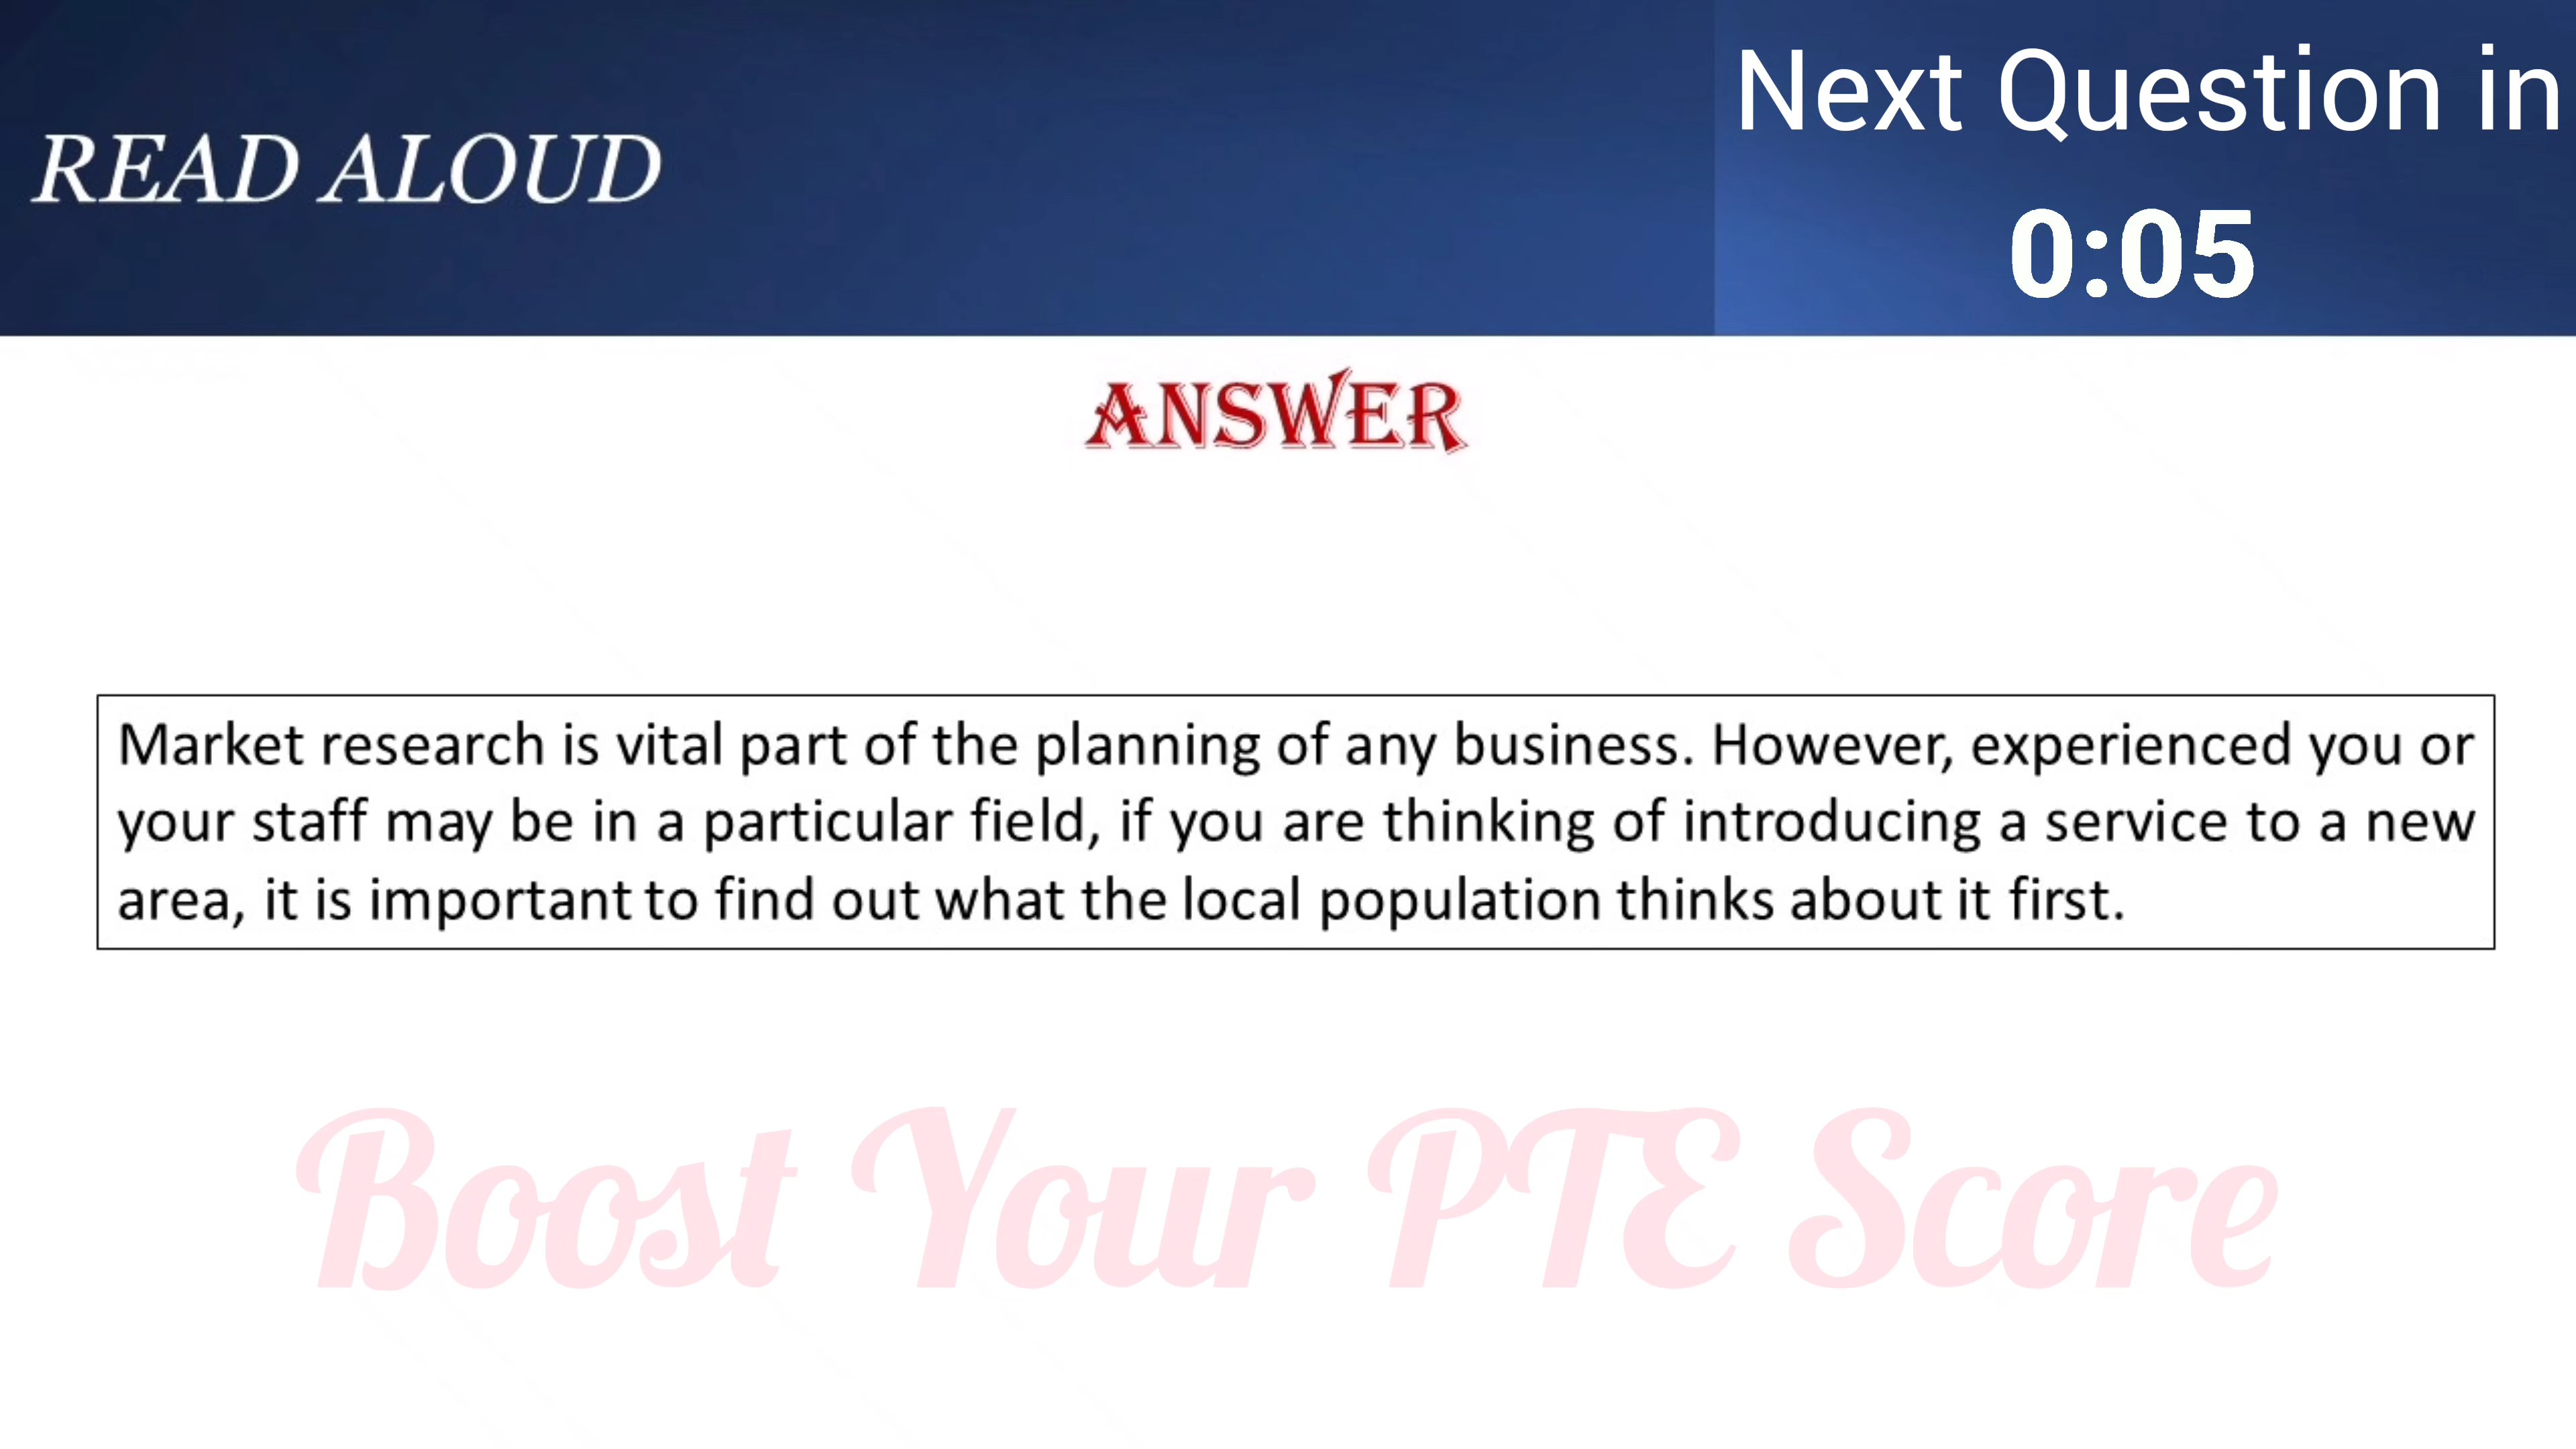 READ ALOUD
Next Question in
0:05
ANSWER
Market research is vital part of the planning of any business. However, experienced you or
your staff may be in a particular field, if you are thinking of introducing a service to a new
area, it is important to find out what the local population thinks about it first.
Boost Your PTE Score